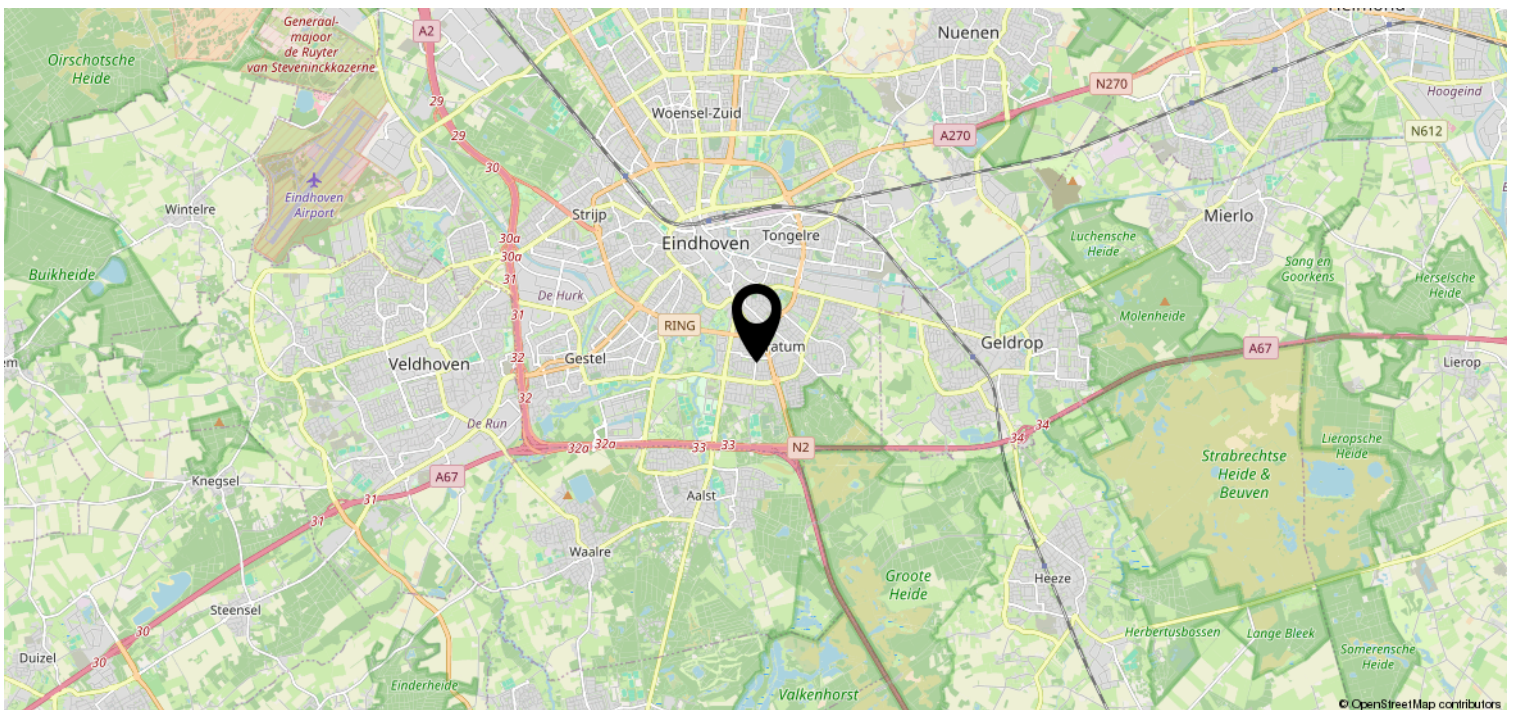 Generaal-
majoor
de Ruyter
van Steveninckkazerne
Oirschotse
Heide
A2
Nuenen
N270
Hoogeind
29
Woensel-Zuid
29
A270
N612
30
Eindhoven
Airport
Wintelre
Strijp
Mierlo
30a
30a
Eindhoven
Tongelre
Luchensche
Heide
Buikheide
31
Sang en
Goorkens
Herselsche
Heide
De Hurk
31
Molenheide
RING
Geldrop
A67
32
Gestel
Veldhoven
Lierop
32
De Run
32a
32a
33
33
N2
34
34
Lieropsche
Heide
A67
Strabrechtse
Heide &
Beuven
Knegsel
31
31
Aalst
Waalre
Groote
Heide
Heeze
Steensel
30
30
Herbertusbossen
Lange Bleek
Somerensche
Heide
Duizel
Einderheide
Valkenhorst
© OpenStreetMap contributors